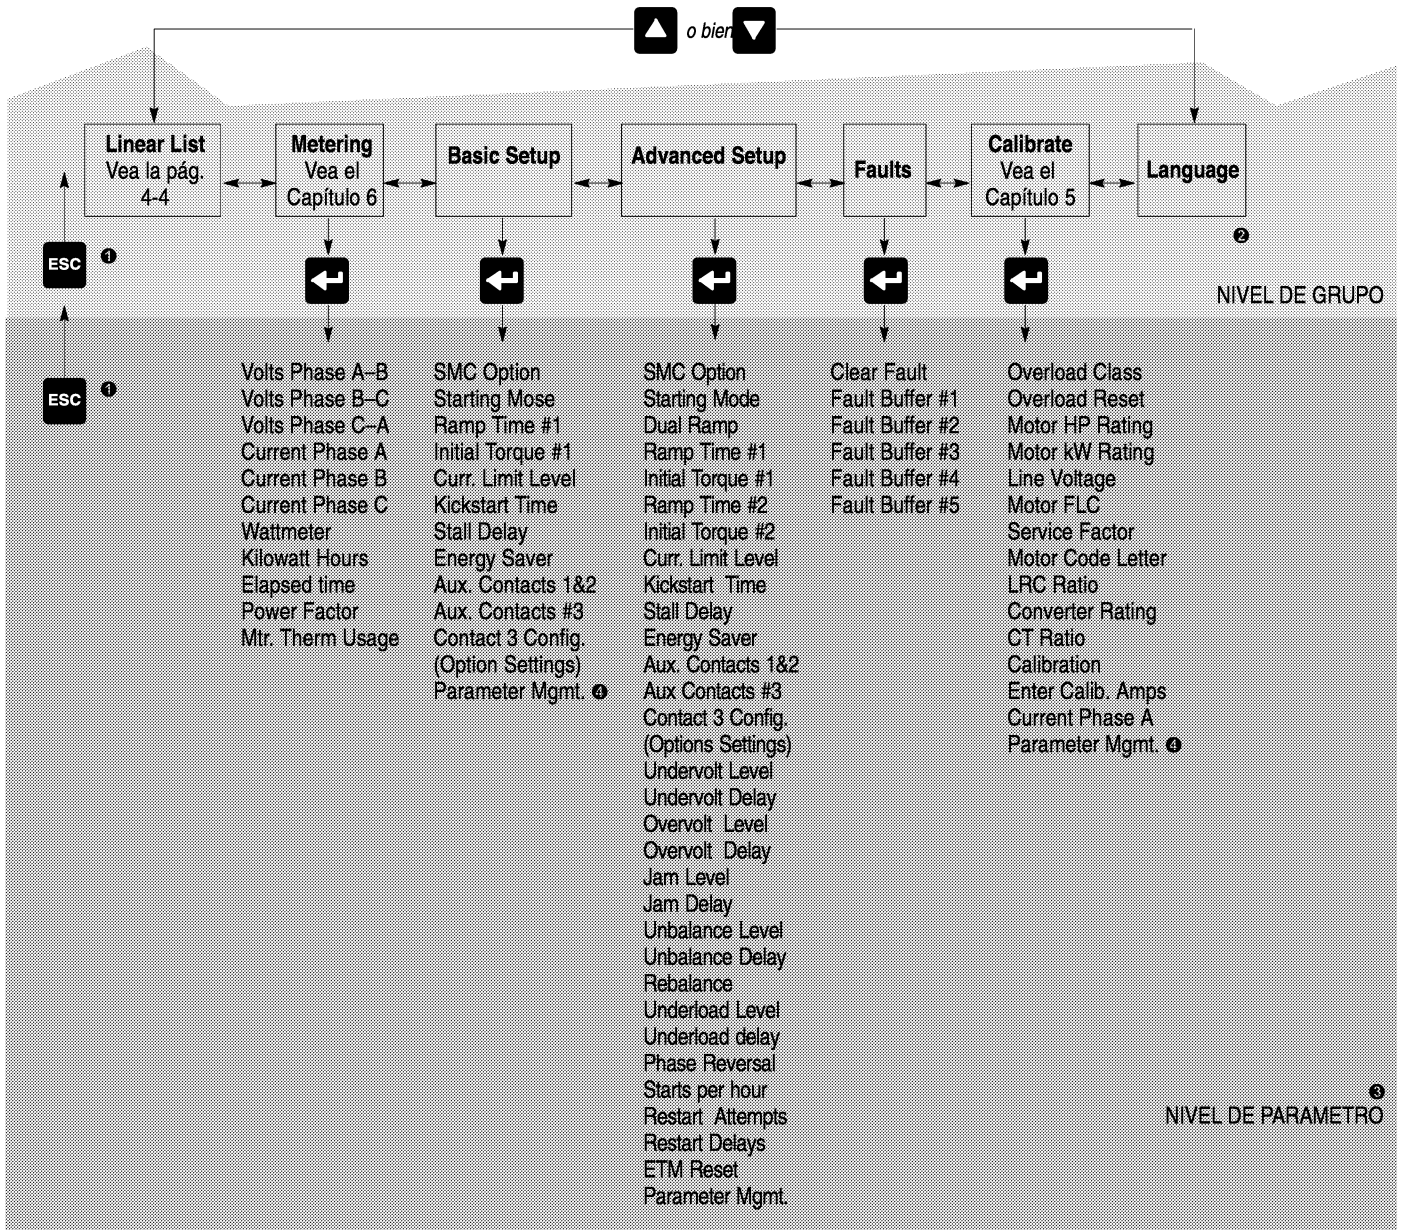 o bien
Linear List
Vea la pág.
4-4
Metering
Vea el
Capítulo 6
Basic Setup
Advanced Setup
Faults
Calibrate
Vea el
Capítulo 5
Language
ESC ❶
❷
NIVEL DE GRUPO
ESC ❶
Volts Phase A–B
Volts Phase B–C
Volts Phase C–A
Current Phase A
Current Phase B
Current Phase C
Wattmeter
Kilowatt Hours
Elapsed time
Power Factor
Mtr. Therm Usage
SMC Option
Starting Mose
Ramp Time #1
Initial Torque #1
Curr. Limit Level
Kickstart Time
Stall Delay
Energy Saver
Aux. Contacts 1&2
Aux. Contacts #3
Contact 3 Config.
(Option Settings)
Parameter Mgmt. ❹
SMC Option
Starting Mode
Dual Ramp
Ramp Time #1
Initial Torque #1
Ramp Time #2
Initial Torque #2
Curr. Limit Level
Kickstart Time
Stall Delay
Energy Saver
Aux. Contacts 1&2
Aux Contacts #3
Contact 3 Config.
(Options Settings)
Undervolt Level
Undervolt Delay
Overvolt Level
Overvolt Delay
Jam Level
Jam Delay
Unbalance Level
Unbalance Delay
Rebalance
Underload Level
Underload delay
Phase Reversal
Starts per hour
Restart Attempts
Restart Delays
ETM Reset
Parameter Mgmt.
Clear Fault
Fault Buffer #1
Fault Buffer #2
Fault Buffer #3
Fault Buffer #4
Fault Buffer #5
Overload Class
Overload Reset
Motor HP Rating
Motor kW Rating
Line Voltage
Motor FLC
Service Factor
Motor Code Letter
LRC Ratio
Converter Rating
CT Ratio
Calibration
Enter Calib. Amps
Current Phase A
Parameter Mgmt. ❹
❸
NIVEL DE PARAMETRO